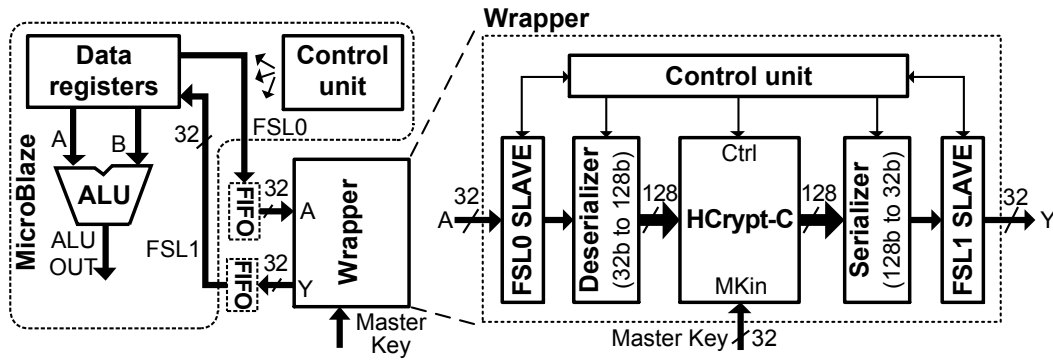 Wrapper
Data
registers
Control
unit
Control unit
A
B
32
FSL0
ALU
MicroBlaze
FSL1
ALU
OUT
FIFO
32
A
Wrapper
FIFO
32
Y
Master
Key
A
32
FSL0 SLAVE
Deserializer
(32b to 128b)
128
Ctrl
HCrypt-C
MKin
128
Serializer
(128b to 32b)
FSL1 SLAVE
32
Y
Master Key
32